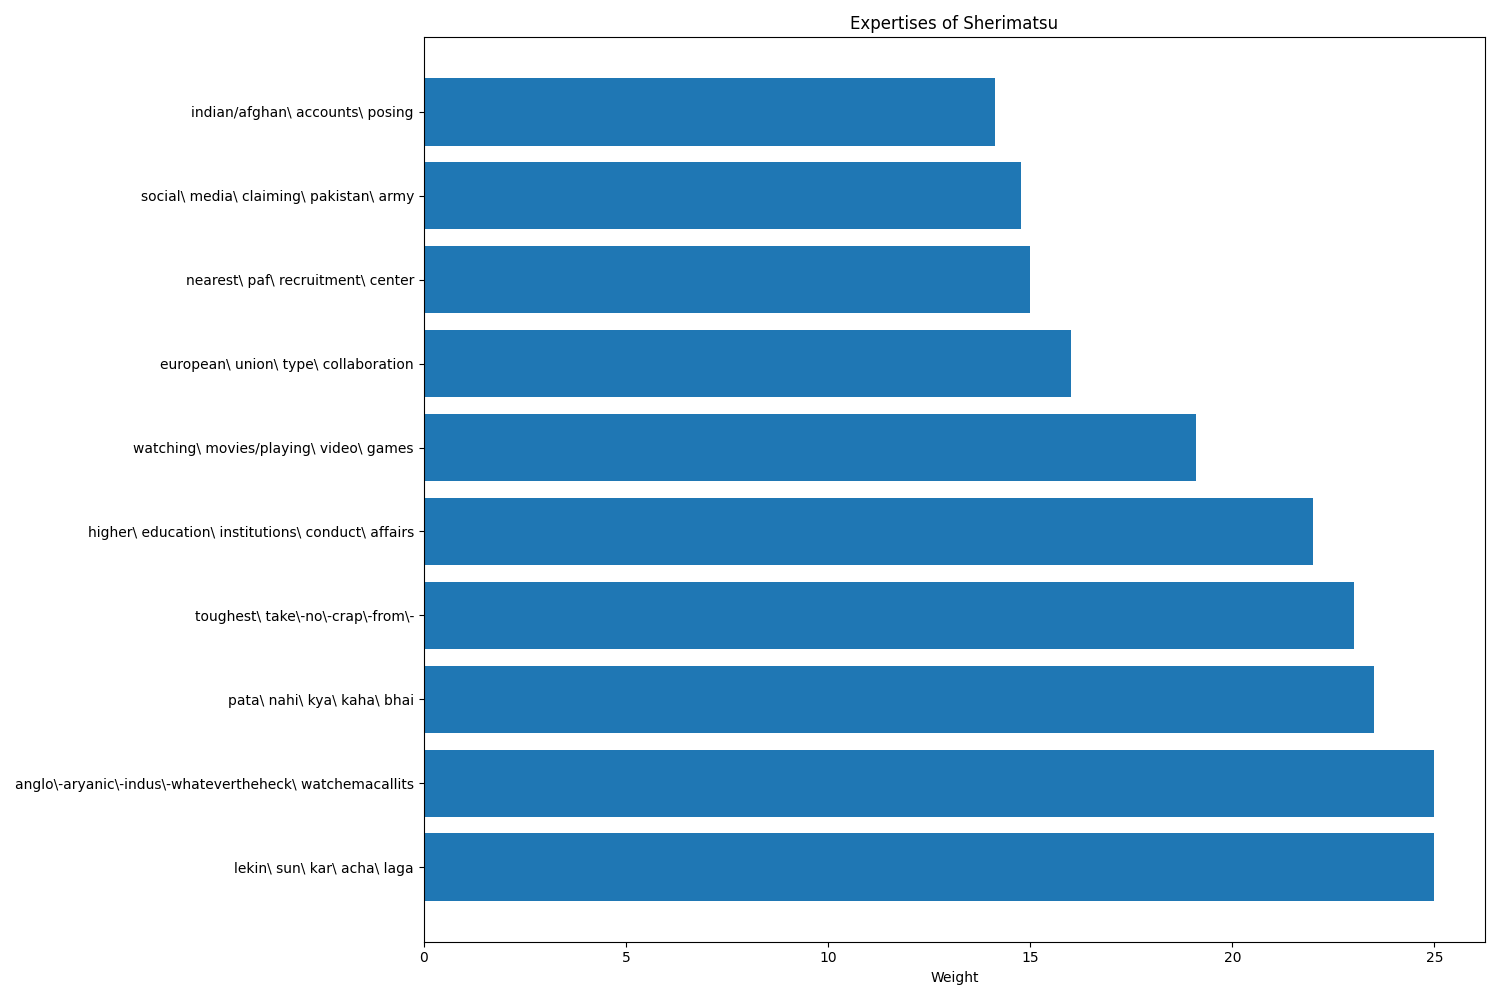 Expertises of Sherimatsu
indian/afghan\ accounts\ posing
social\ media\ claiming\ pakistan\ army
nearest\ paf\ recruitment\ center
european\ union\ type\ collaboration
watching\ movies/playing\ video\ games
higher\ education\ institutions\ conduct\ affairs
toughest\ take\-no\-crap\-from\-
pata\ nahi\ kya\ kaha\ bhai
anglo\-aryanic\-indus\-whatevertheheck\ watchemacallits
lekin\ sun\ kar\ acha\ laga
0 5 10 15 20 25
Weight